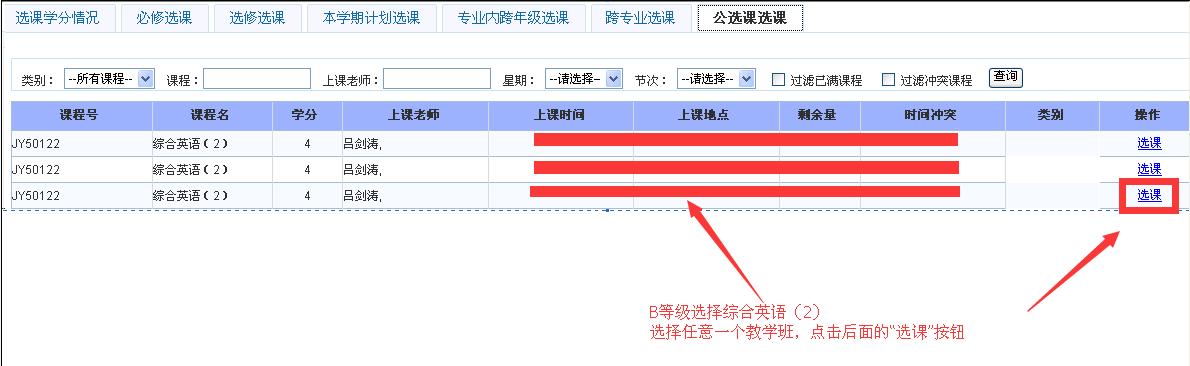 选课学分情况 必修选课 选修选课 本学期计划选课 专业内跨年级选课 跨专业选课 公选课选课
类别： --所有课程-- 课程： 上课老师： 星期： --请选择-- 节次： --请选择-- 过滤已满课程 过滤冲突课程 查询
课程号 课程名 学分 上课老师 上课时间 上课地点 剩余量 时间冲突 类别 操作
JY50122 综合英语（2） 4 吕剑涛, 选课
JY50122 综合英语（2） 4 吕剑涛, 选课
JY50122 综合英语（2） 4 吕剑涛, 选课
B等级选择综合英语（2）
选择任意一个教学班，点击后面的“选课”按钮